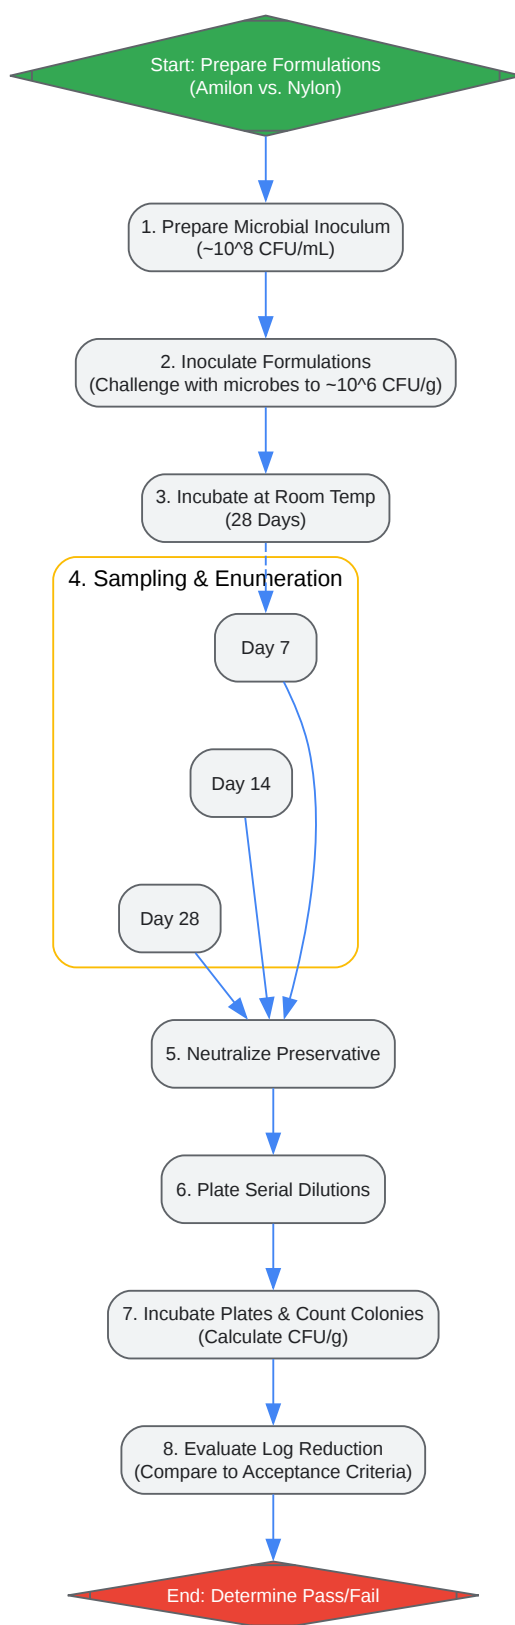 Start: Prepare Formulations
(Amilon vs. Nylon)
1. Prepare Microbial Inoculum
(~10^8 CFU/mL)
2. Inoculate Formulations
(Challenge with microbes to ~10^6 CFU/g)
3. Incubate at Room Temp
(28 Days)
4. Sampling & Enumeration
Day 7
Day 14
Day 28
5. Neutralize Preservative
6. Plate Serial Dilutions
7. Incubate Plates & Count Colonies
(Calculate CFU/g)
8. Evaluate Log Reduction
(Compare to Acceptance Criteria)
End: Determine Pass/Fail